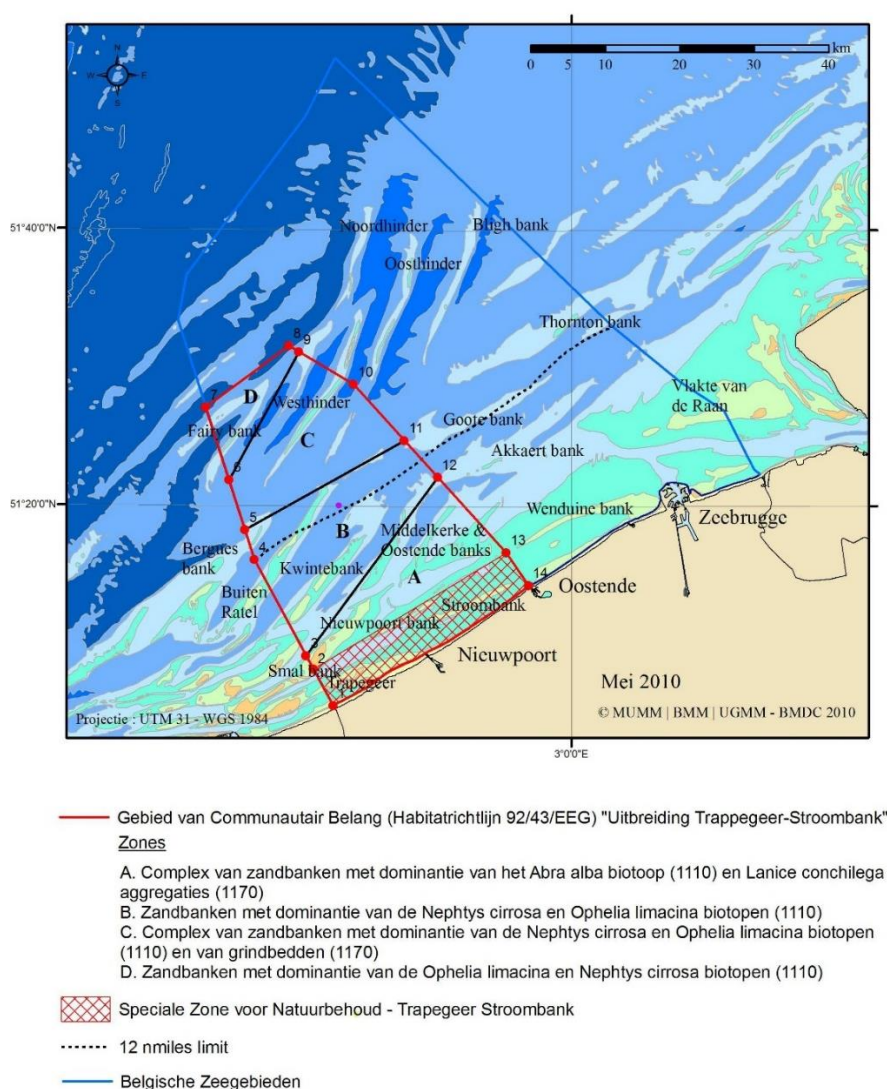 N
W
E
S
km
0 5 10 20 30 40
51°40'0"
51°20'0"
Noordhinder
Bligh bank
Oosthinder
Thornton bank
8
9
10
7
D
Westhinder
Vlakte van
de Raan
C
Fairy bank
Goote bank
11
Akkaert bank
12
6
Wenduine bank
Zeebrugge
5
B
Middelkerke &
Oostende banks
13
Bergues
bank
4
Kwintebank
A
14
Oostende
Buiten
Ratel
Stroombank
Nieuwpoort bank
3
2
Nieuwpoort
Smal bank
Trapegeer
1
Mei 2010
Projectie : UTM 31 - WGS 1984
© MUMM | BMM | UGMM - BMDC 2010
3°0'0"E
Gebied van Communautair Belang (Habitatrichtlijn 92/43/EEG) "Uitbreiding Trappegeer-Stroombank"
Zones
A. Complex van zandbanken met dominantie van het Abra alba biotoop (1110) en Lanice conchilega
aggregaties (1170)
B. Zandbanken met dominantie van de Nephtys cirrosa en Ophelia limacina biotopen (1110)
C. Complex van zandbanken met dominantie van de Nephtys cirrosa en Ophelia limacina biotopen
(1110) en van grindbedden (1170)
D. Zandbanken met dominantie van de Ophelia limacina en Nephtys cirrosa biotopen (1110)
Speciale Zone voor Natuurbehoud - Trapegeer Stroombank
12 nmiles limit
Belgische Zeegebieden